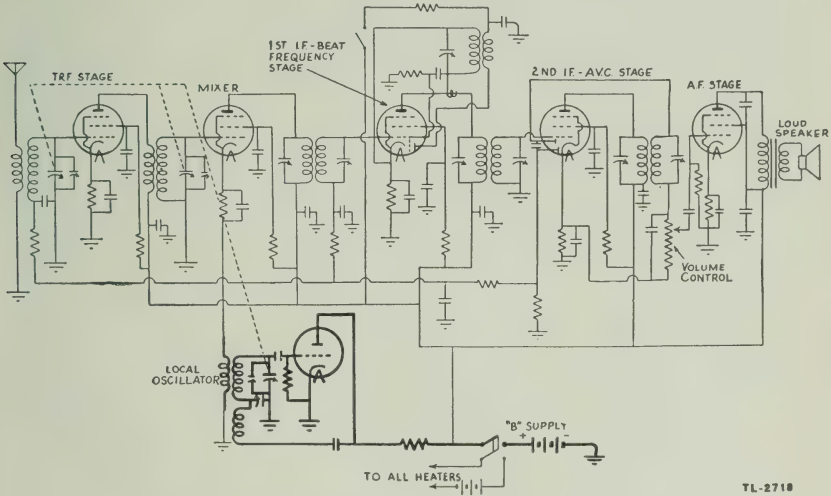 1ST I.F.-BEAT
FREQUENCY
STAGE
TRF STAGE
MIXER
2ND I.F.-A.V.C. STAGE
A.F. STAGE
LOUD
SPEAKER
VOLUME
CONTROL
LOCAL
OSCILLATOR
"B" SUPPLY
+ -
TO ALL HEATERS
TL-2718